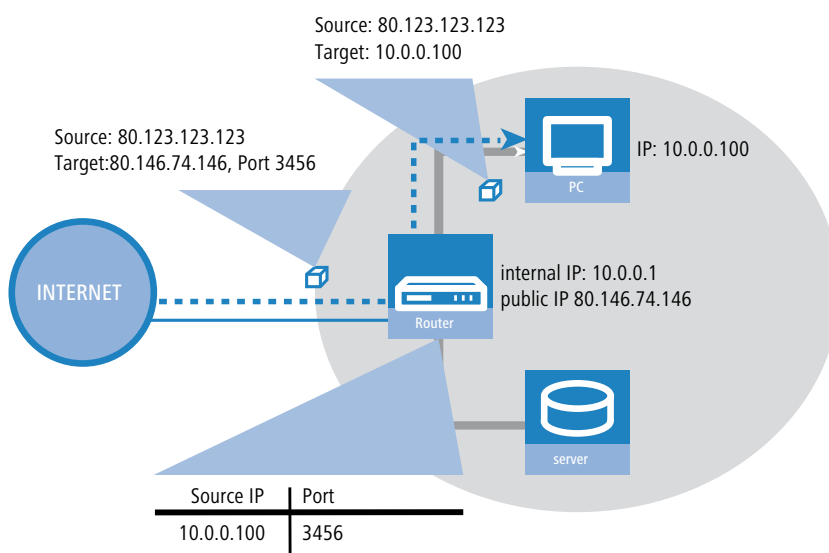 Source: 80.123.123.123
Target: 10.0.0.100
Source: 80.123.123.123
Target:80.146.74.146, Port 3456
IP: 10.0.0.100
PC
INTERNET
internal IP: 10.0.0.1
public IP 80.146.74.146
Router
server
Source IP Port
10.0.0.100 3456